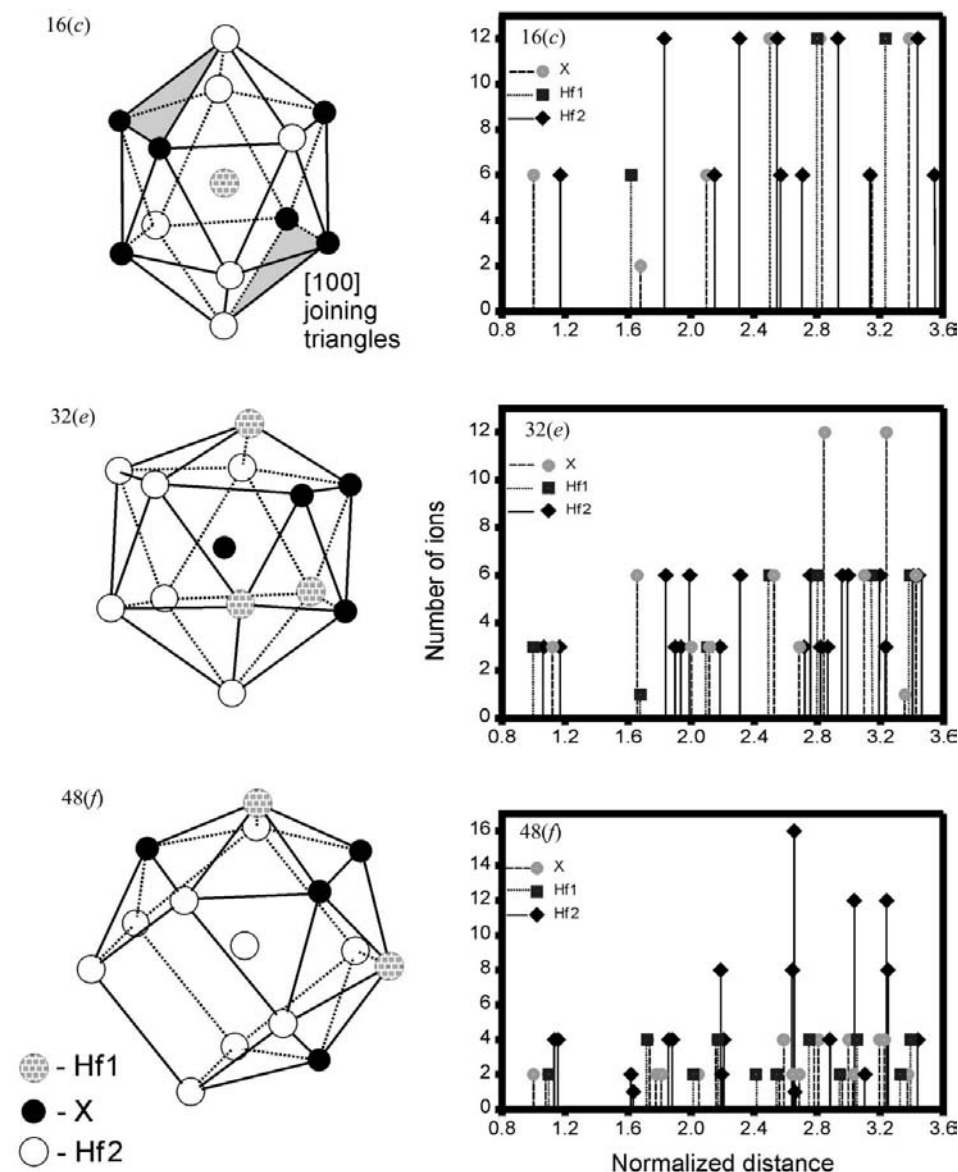 16(c)
[100]
joining
triangles
16(c)
X
Hf1
Hf2
12
10
8
6
4
2
0
0.8 1.2 1.6 2.0 2.4 2.8 3.2 3.6
32(e)
32(e)
X
Hf1
Hf2
12
10
8
6
4
2
0
0.8 1.2 1.6 2.0 2.4 2.8 3.2 3.6
Number of ions
48(f)
48(f)
X
Hf1
Hf2
16
14
12
10
8
6
4
2
0
0.8 1.2 1.6 2.0 2.4 2.8 3.2 3.6
Normalized distance
- Hf1
- X
- Hf2